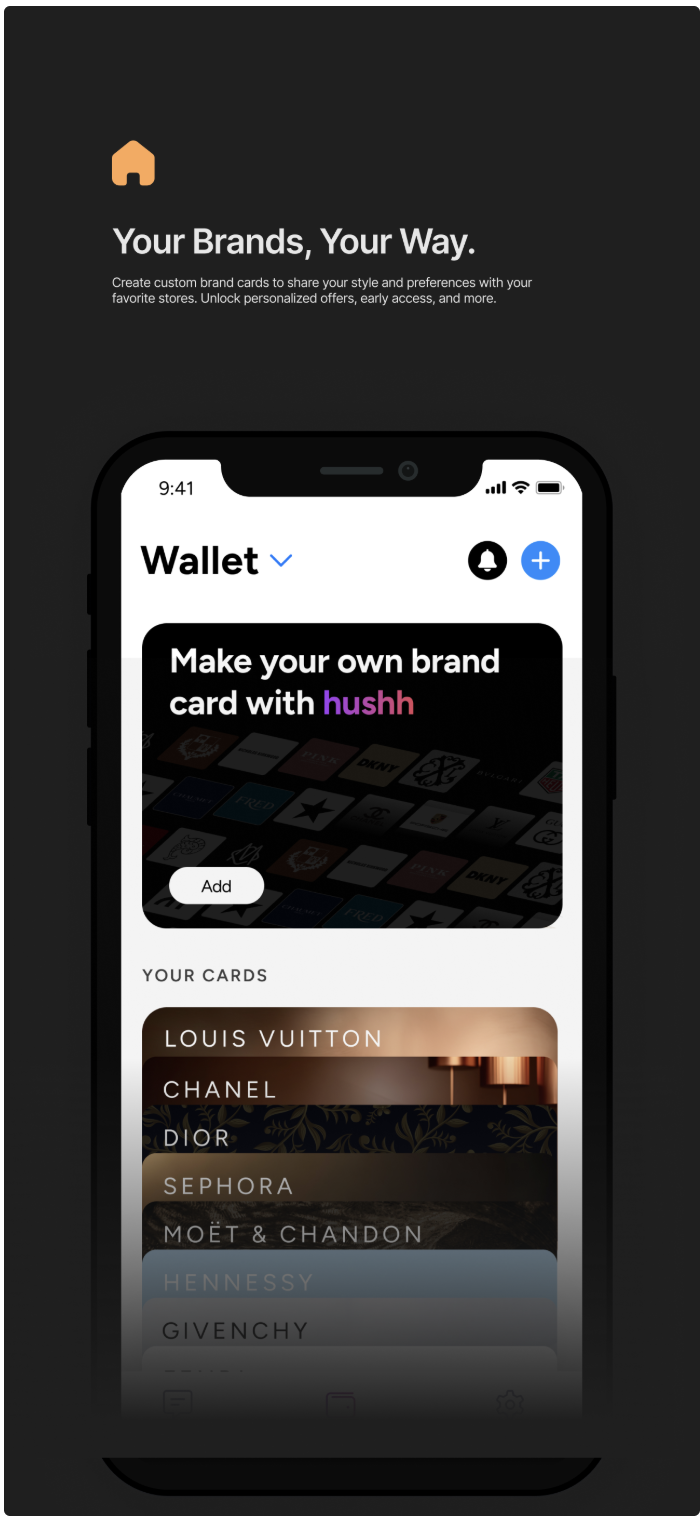 Your Brands, Your Way.
Create custom brand cards to share your style and preferences with your
favorite stores. Unlock personalized offers, early access, and more.
9:41
Wallet
Make your own brand
card with hushh
PINK
DKNY
BVLGARI
FRED
GUCCI
PINK
DKNY
FRED
Add
YOUR CARDS
LOUIS VUITTON
CHANEL
DIOR
SEPHORA
MOËT & CHANDON
HENNESSY
GIVENCHY